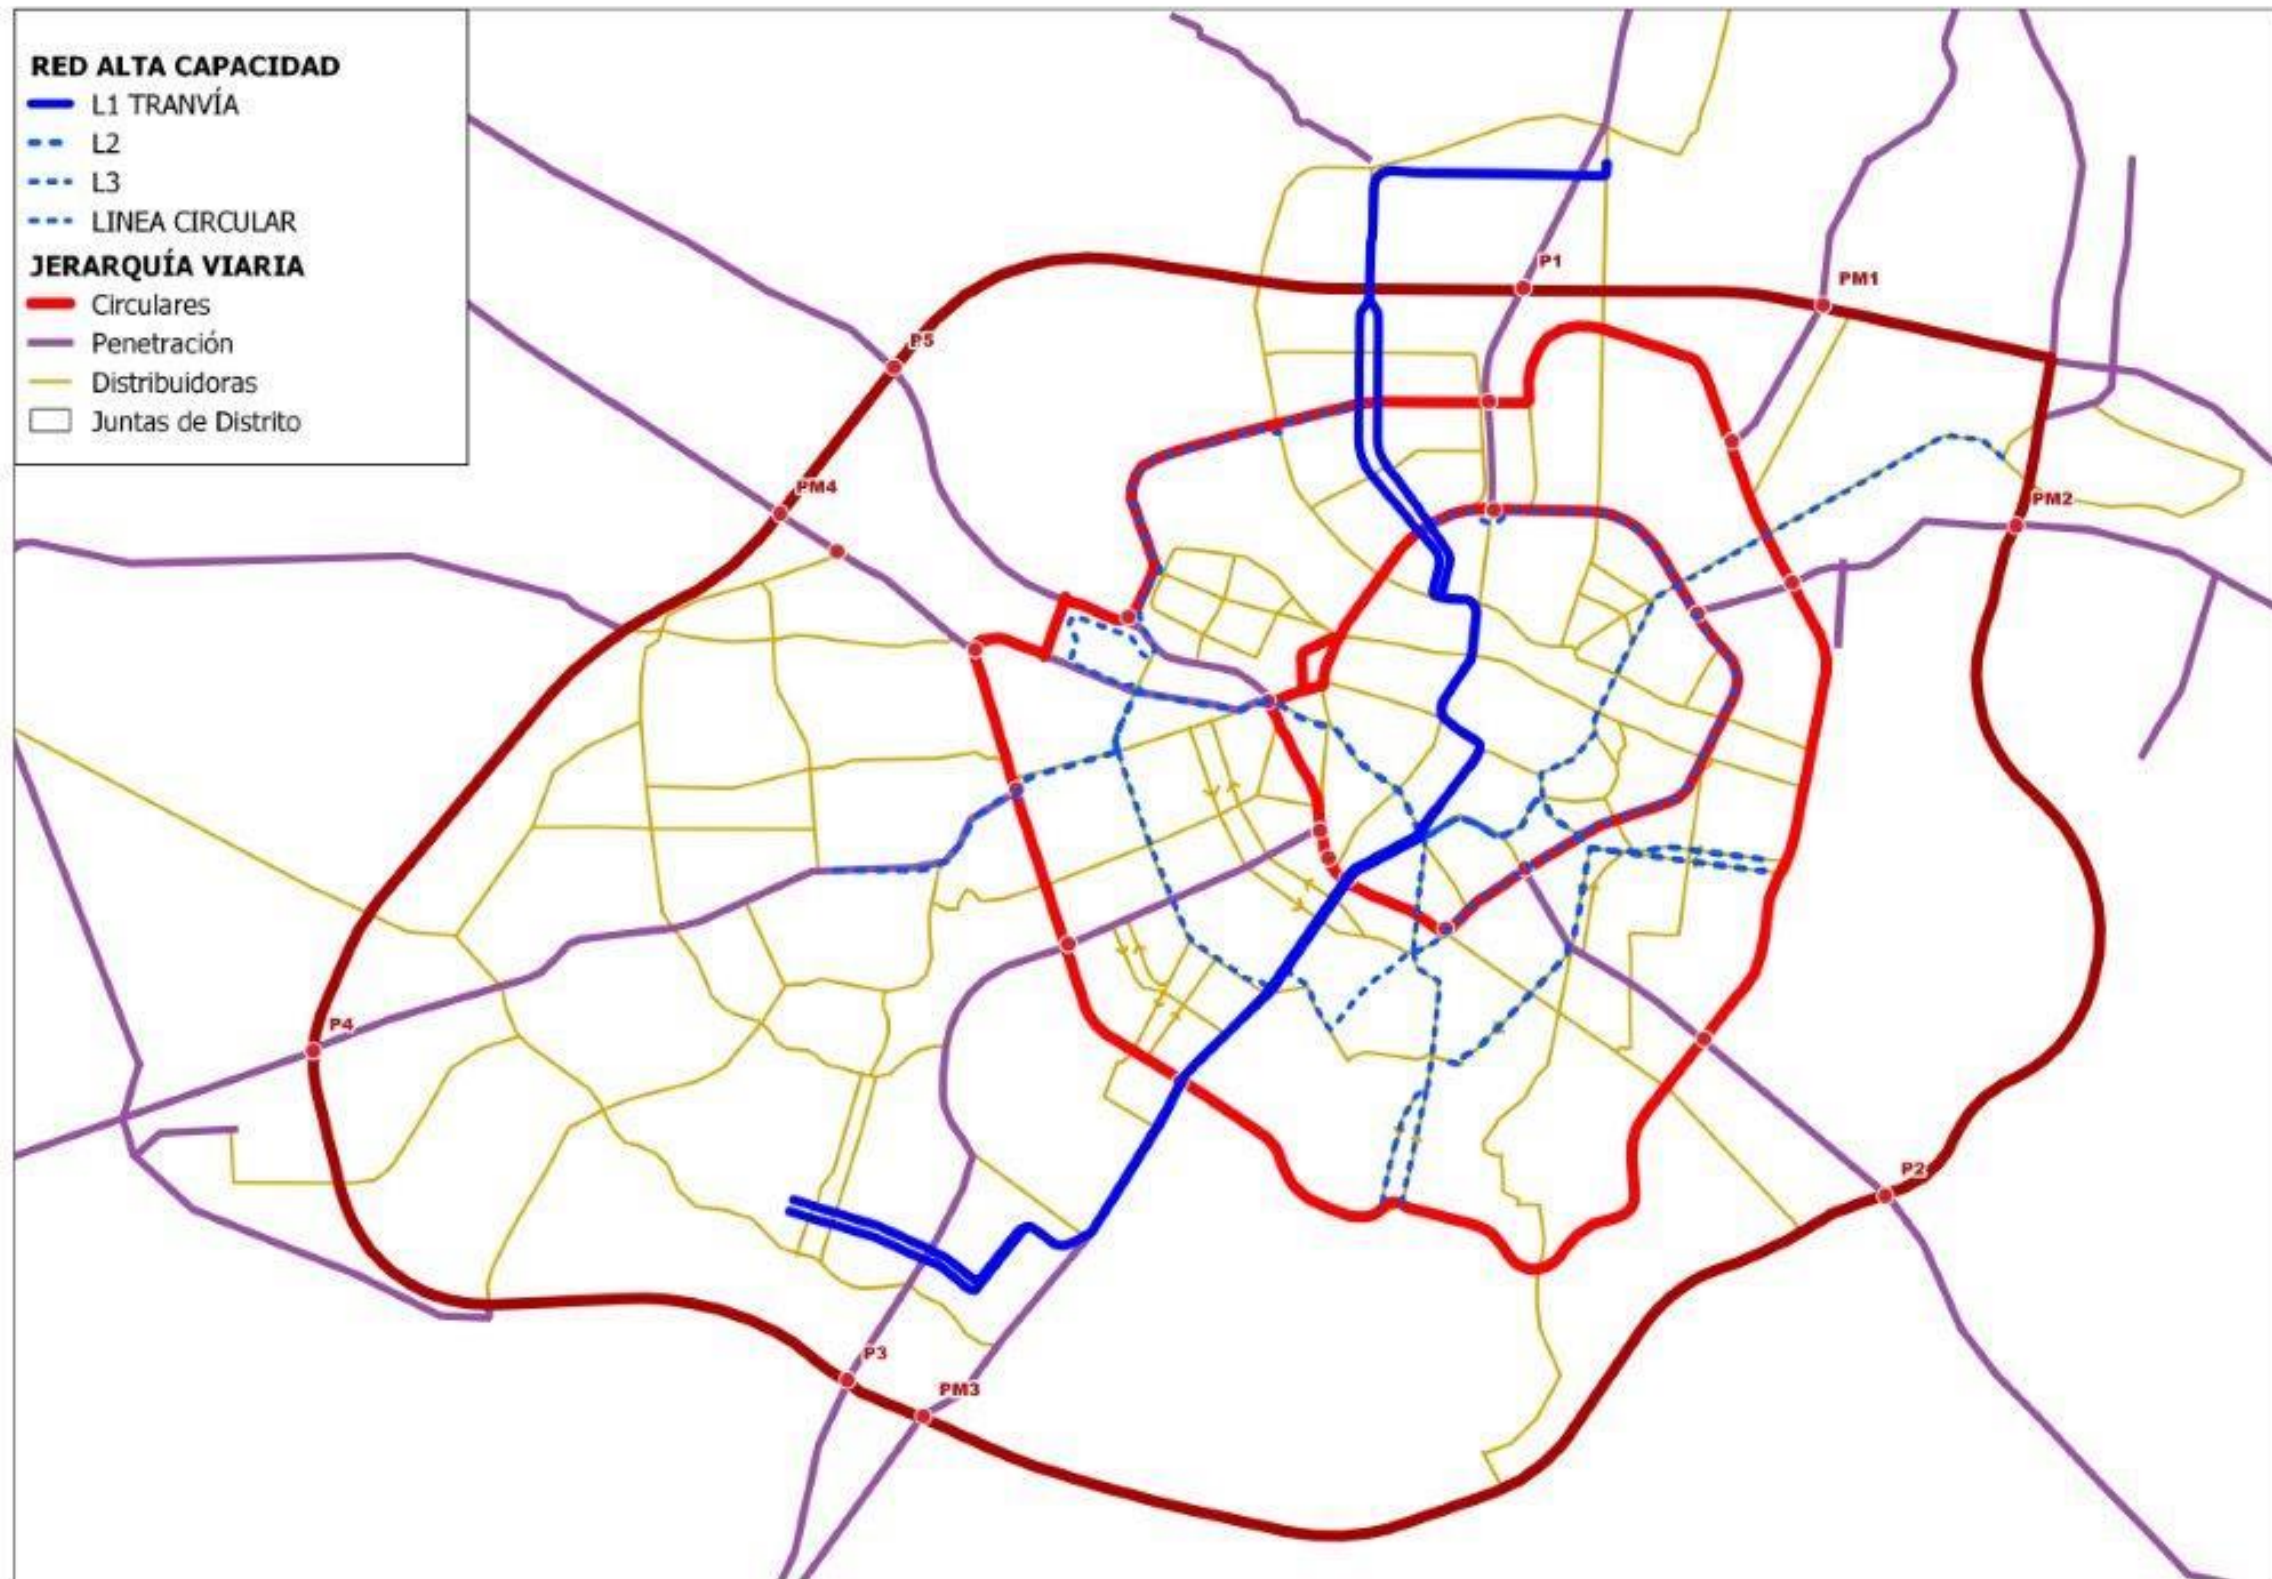 RED ALTA CAPACIDAD
L1 TRANVÍA
L2
L3
LINEA CIRCULAR
JERARQUÍA VIARIA
Circulares
Penetración
Distribuidoras
Juntas de Distrito
P1
PM1
P5
PM4
PM2
P4
P2
P3
PM3